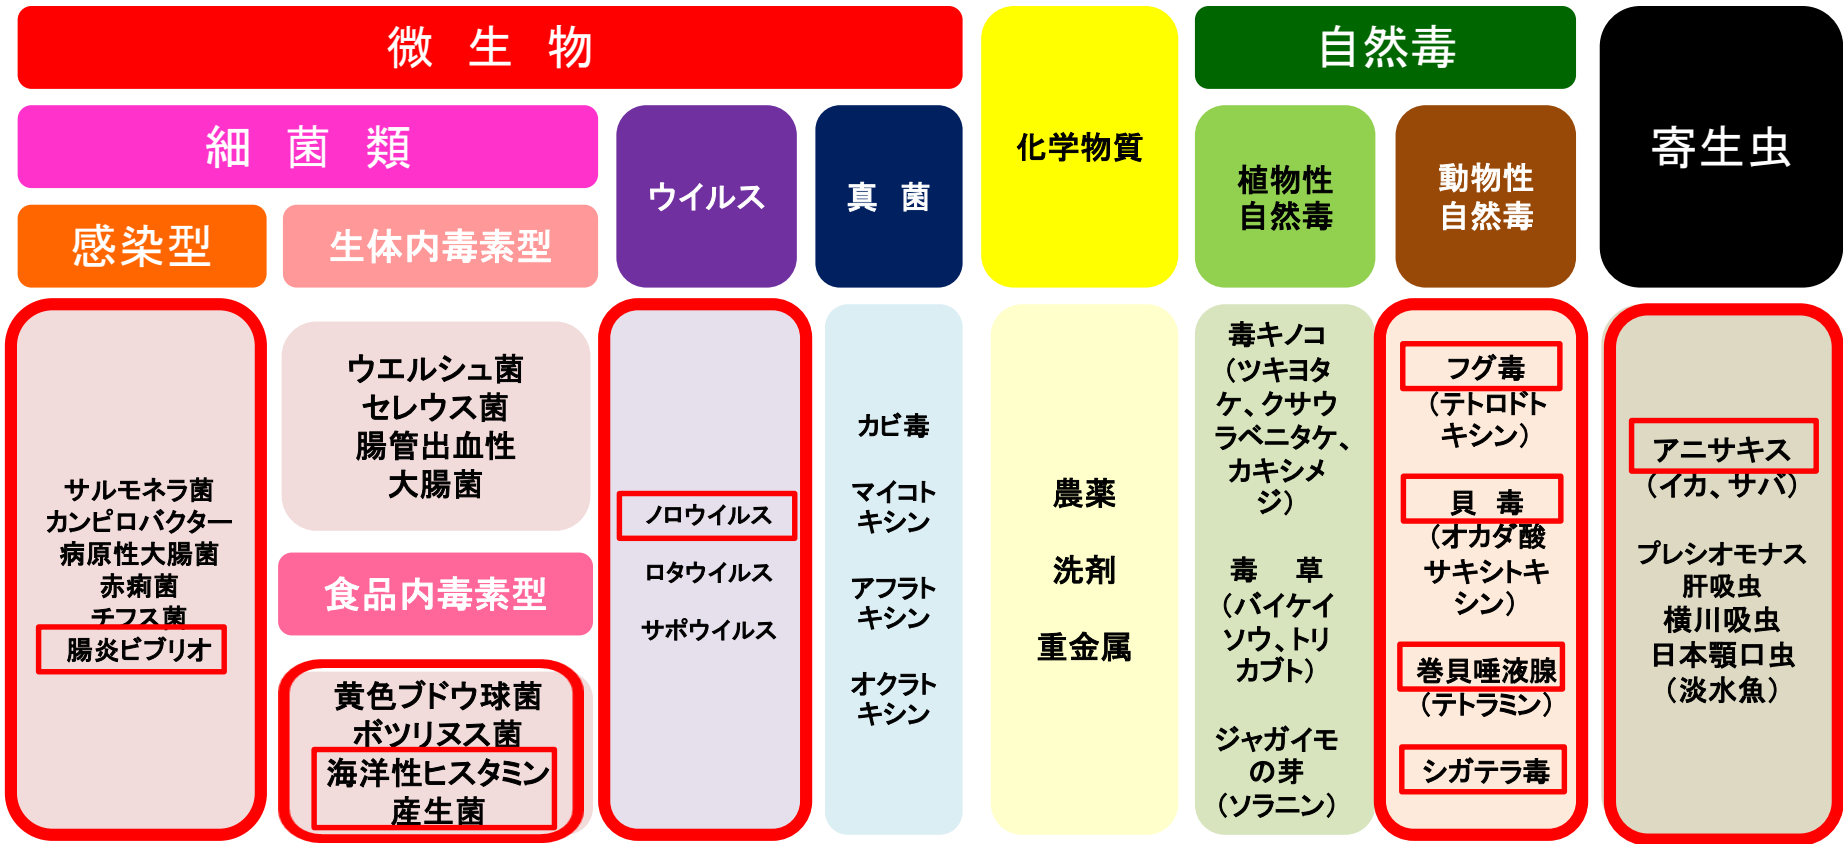 微 生 物
細 菌 類
感染型
サルモネラ菌
カンピロバクター
病原性大腸菌
赤痢菌
チフス菌
腸炎ビブリオ
生体内毒素型
ウエルシュ菌
セレウス菌
腸管出血性
大腸菌
食品内毒素型
黄色ブドウ球菌
ボツリヌス菌
海洋性ヒスタミン
産生菌
ウイルス
ノロウイルス
ロタウイルス
サポウイルス
真 菌
カビ毒
マイコト
キシン
アフラト
キシン
オクラト
キシン
化学物質
農薬
洗剤
重金属
自然毒
植物性
自然毒
毒キノコ
（ツキヨタ
ケ、クサウ
ラベニタケ、
カキシメ
ジ）
毒 草
（バイケイ
ソウ、トリ
カブト）
ジャガイモ
の芽
（ソラニン）
動物性
自然毒
フグ毒
（テトロドト
キシン）
貝 毒
（オカダ酸
サキシトキ
シン）
巻貝唾液腺
（テトラミン）
シガテラ毒
寄生虫
アニサキス
（イカ、サバ）
プレシオモナス
肝吸虫
横川吸虫
日本顎口虫
（淡水魚）